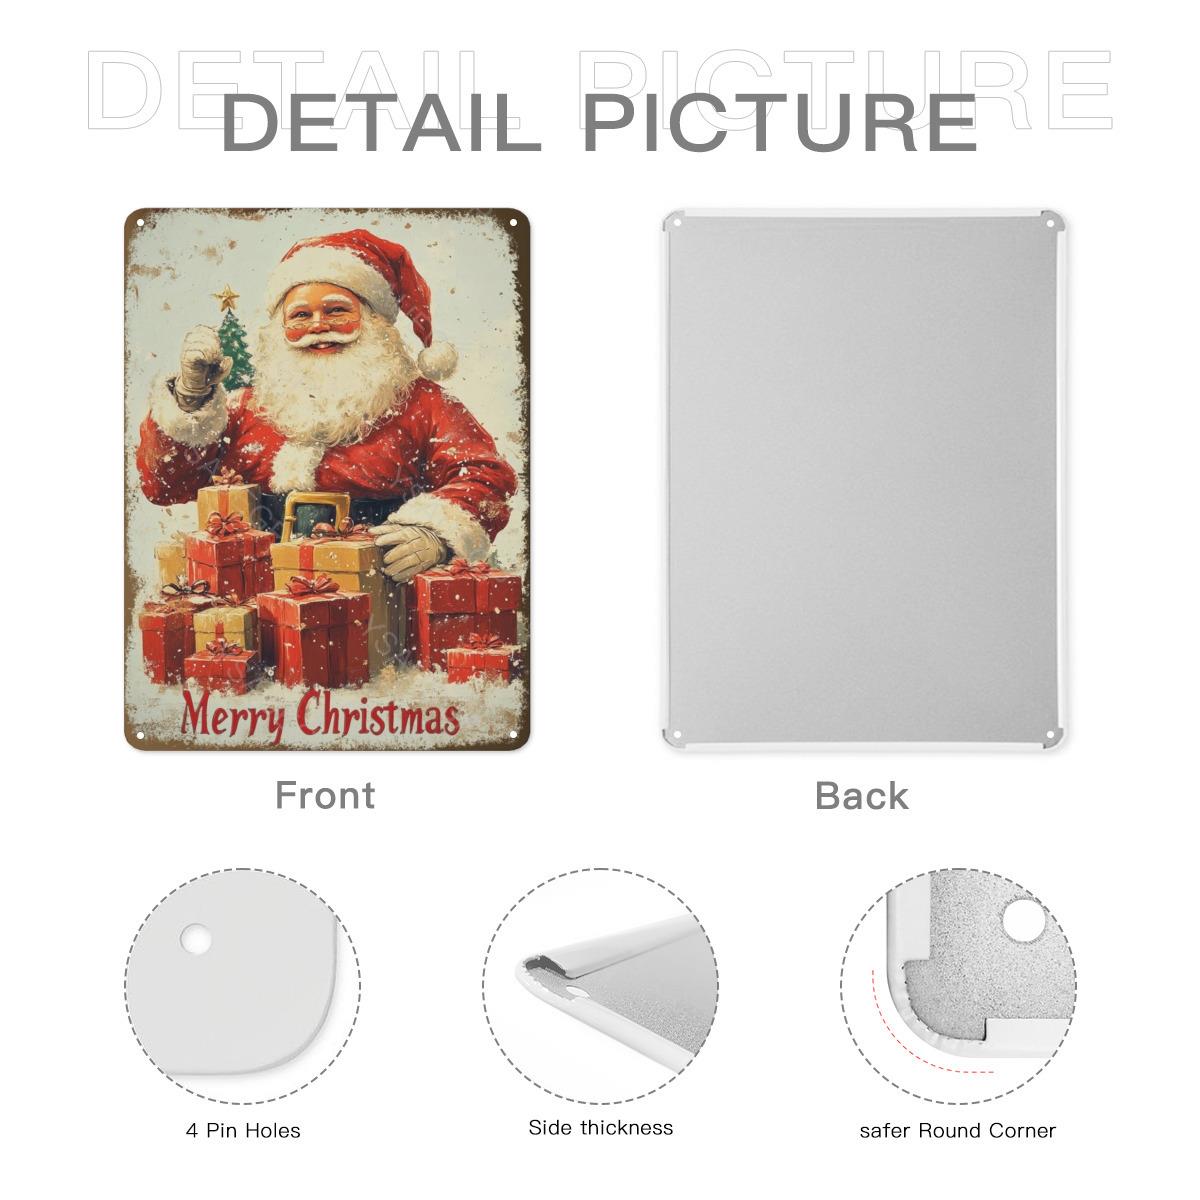 DETAIL PICTURE
DETAIL PICTURE
Merry Christmas
Front
Back
4 Pin Holes
Side thickness
safer Round Corner